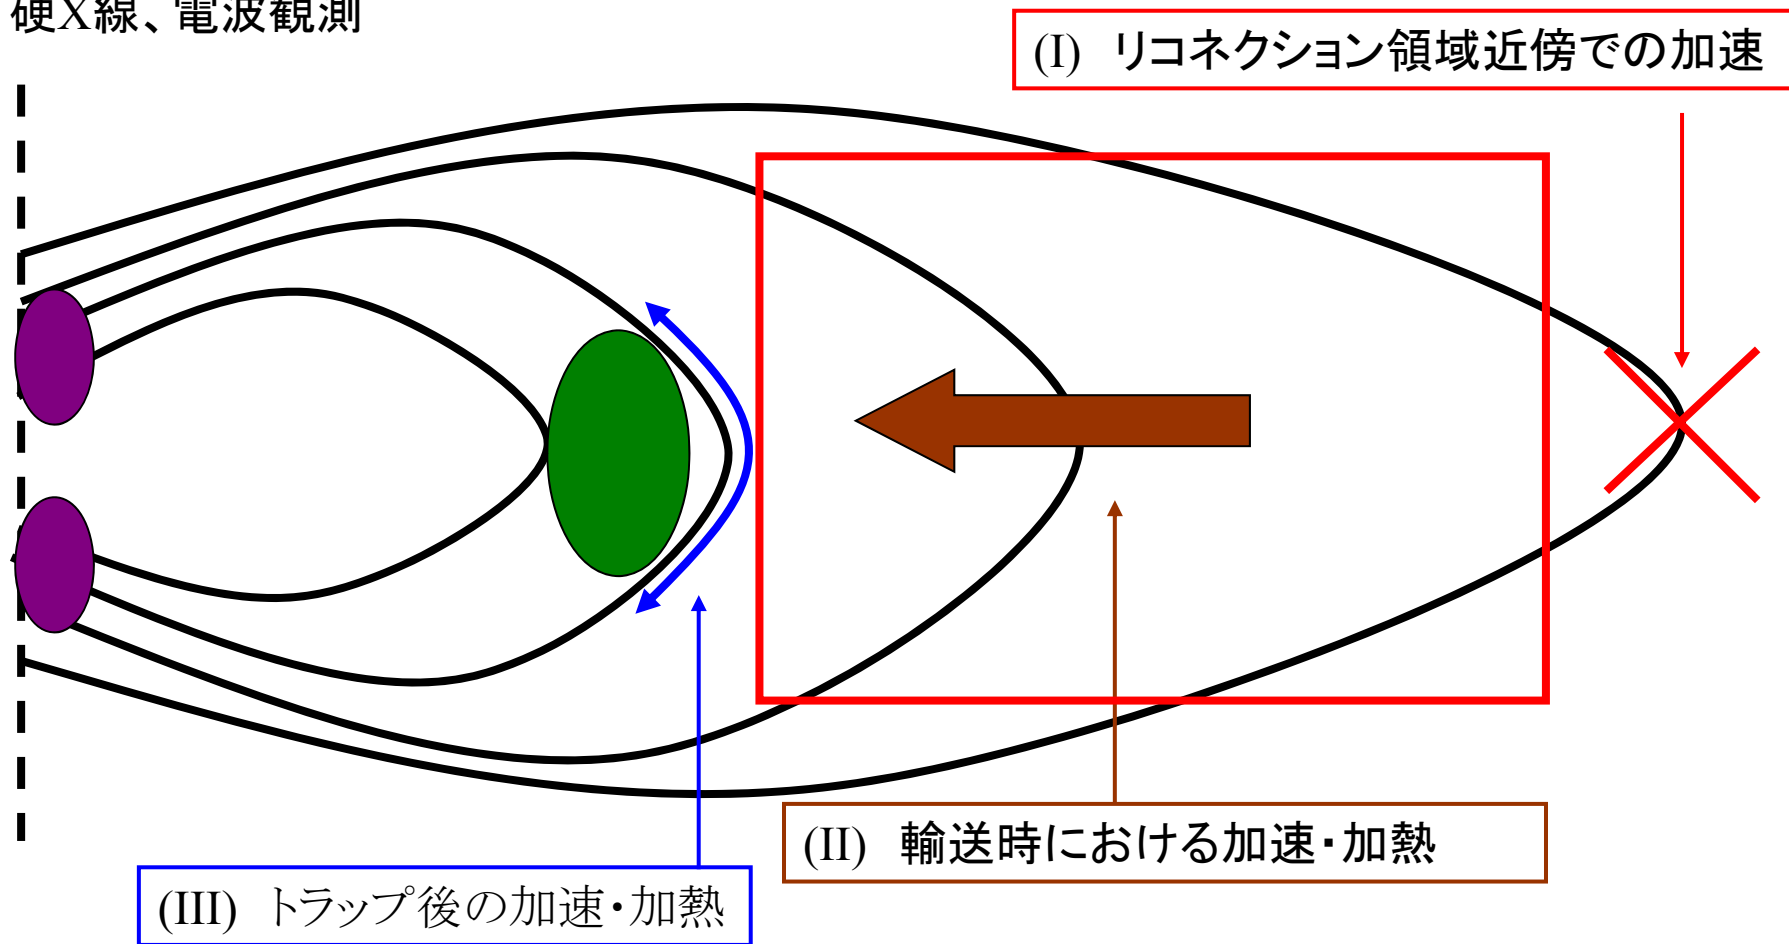 硬X線、電波観測
(I) リコネクション領域近傍での加速
(II) 輸送時における加速・加熱
(III) トラップ後の加速・加熱